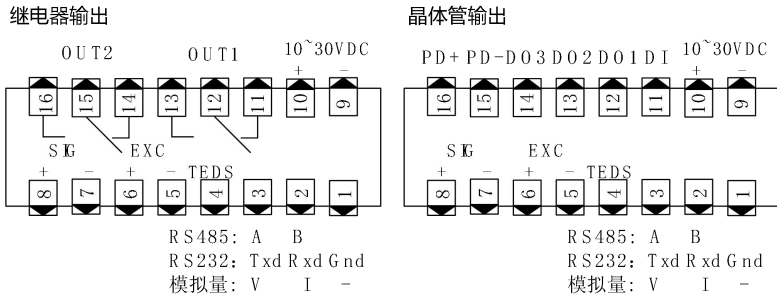 继电器输出
OUT2 OUT1 10~30VDC
+ -
16 15 14 13 12 11 10 9
SIG EXC
+ - + - TEDS
8 7 6 5 4 3 2 1
RS485: A B
RS232: Txd Rxd Gnd
模拟量: V I -
晶体管输出
PD+ PD- DO3 DO2 DO1 DI 10~30VDC
+ -
16 15 14 13 12 11 10 9
SIG EXC
+ - + - TEDS
8 7 6 5 4 3 2 1
RS485: A B
RS232: Txd Rxd Gnd
模拟量: V I -